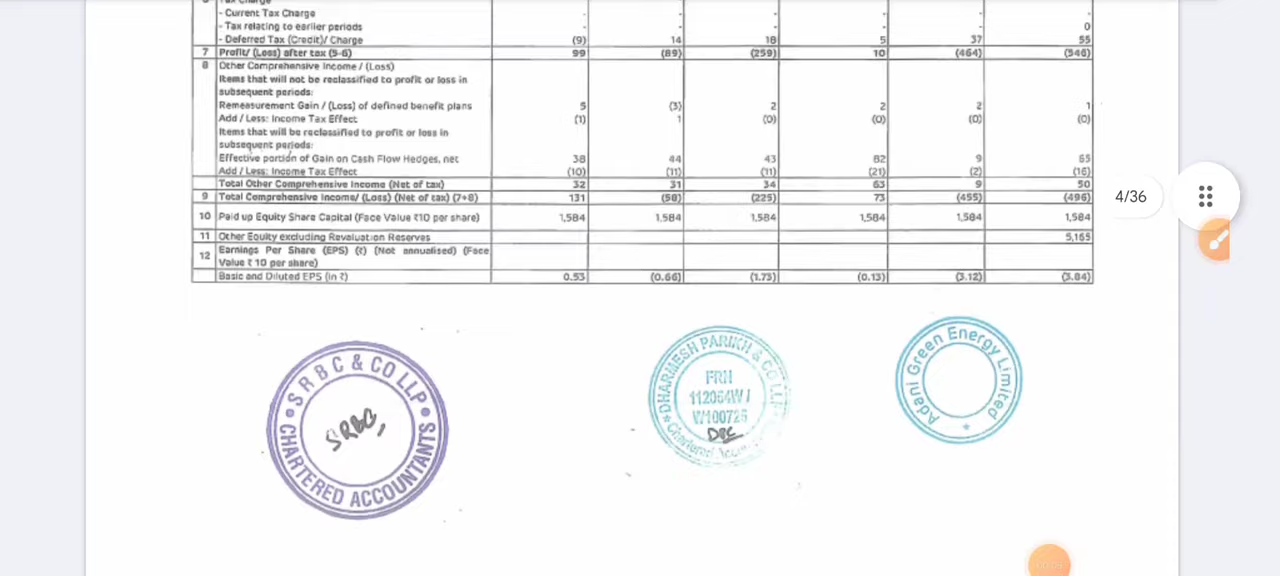 - Current Tax Charge - - - - - -
- Tax relating to earlier periods - - - - - 0
- Deferred Tax (Credit)/ Charge (9) 14 18 5 37 55
7 Profit/ (Loss) after tax (5-6) 99 (89) (259) 10 (464) (546)
8 Other Comprehensive Income / (Loss)
Items that will not be reclassified to profit or loss in
subsequent periods:
Remeasurement Gain / (Loss) of defined benefit plans 5 (3) 2 2 2 1
Add / Less: Income Tax Effect (1) 1 (0) (0) (0) (0)
Items that will be reclassified to profit or loss in
subsequent periods:
Effective portion of Gain on Cash Flow Hedges, net 38 44 43 82 9 65
Add / Less: Income Tax Effect (10) (11) (11) (21) (2) (16)
Total Other Comprehensive Income (Net of tax) 32 31 34 63 9 50
9 Total Comprehensive Income/ (Loss) (Net of tax) (7+8) 131 (58) (225) 73 (455) (496)
10 Paid up Equity Share Capital (Face Value ₹10 per share) 1,584 1,584 1,584 1,584 1,584 1,584
11 Other Equity excluding Revaluation Reserves 5,165
12 Earnings Per Share (EPS) (₹) (Not annualised) (Face
Value ₹ 10 per share)
Basic and Diluted EPS (In ₹) 0.53 (0.66) (1.73) (0.13) (3.12) (3.84)
4/36
S R B C & CO LLP
CHARTERED ACCOUNTANTS
SRBC
DHARMESH PARIKH & CO LLP
FRN
112054W /
W100725
DPC
Chartered
Adani Green Energy Limited